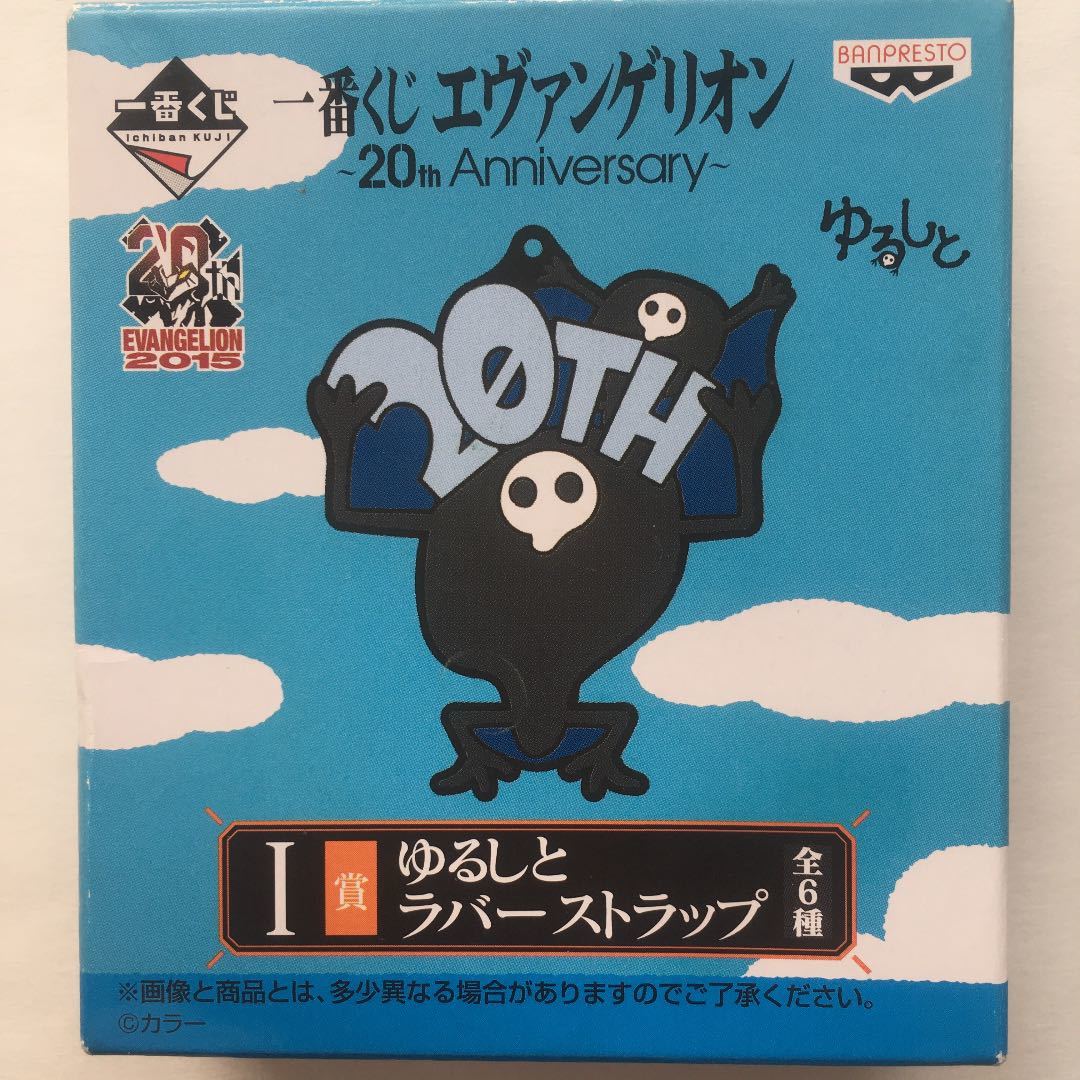 一番くじ
Ichiban KUJI
一番くじ エヴァンゲリオン
~20th Anniversary~
BANPRESTO
20th
EVANGELION
2015
ゆるしと
20TH
I賞
ゆるしと
ラバーストラップ
全6種
※画像と商品とは、多少異なる場合がありますのでご了承ください。
©カラー